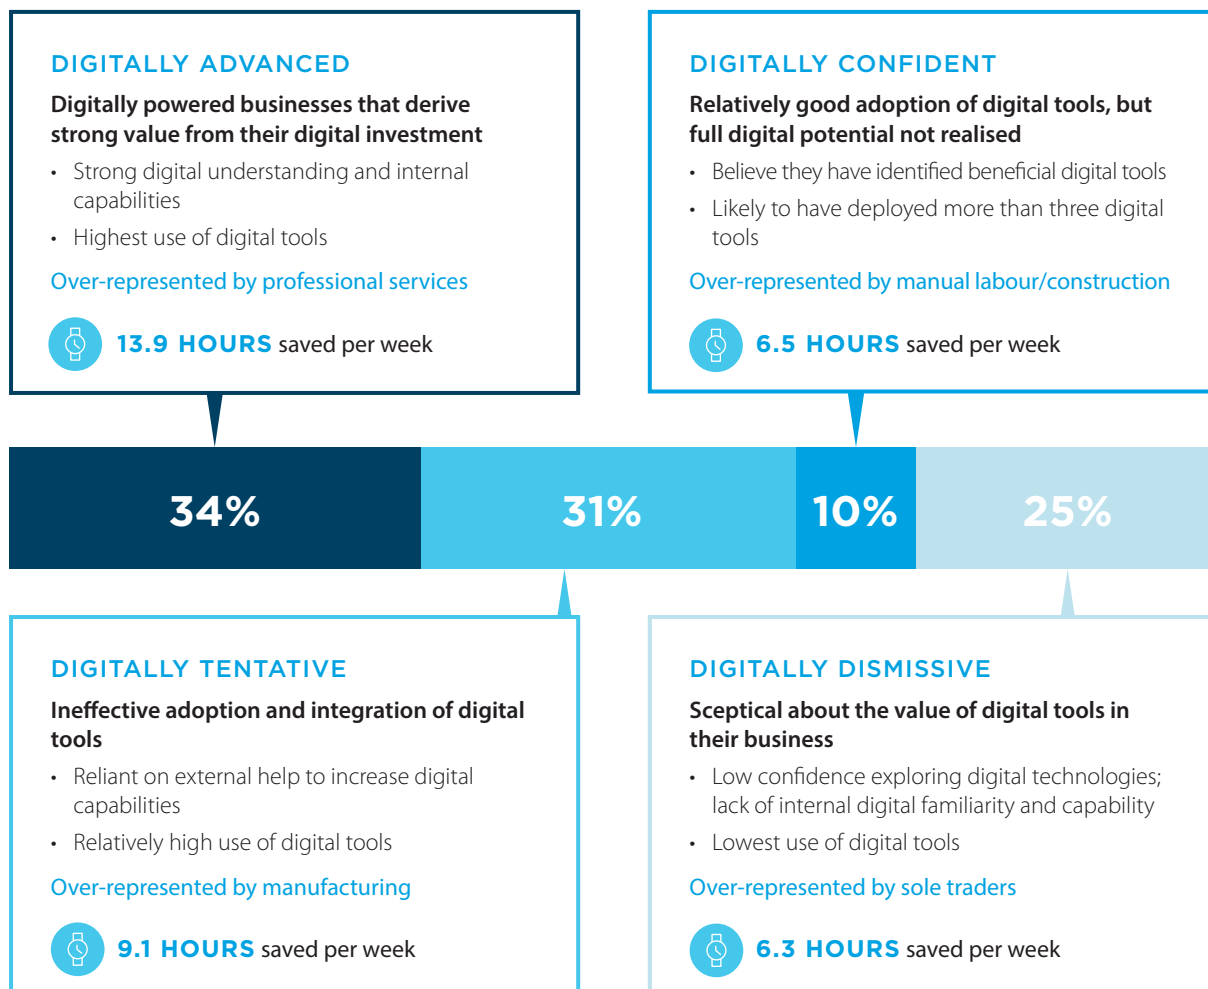 DIGITALLY ADVANCED
Digitally powered businesses that derive
strong value from their digital investment
• Strong digital understanding and internal
capabilities
• Highest use of digital tools
Over-represented by professional services
13.9 HOURS saved per week
DIGITALLY CONFIDENT
Relatively good adoption of digital tools, but
full digital potential not realised
• Believe they have identified beneficial digital tools
• Likely to have deployed more than three digital
tools
Over-represented by manual labour/construction
6.5 HOURS saved per week
34%
31%
10%
25%
DIGITALLY TENTATIVE
Ineffective adoption and integration of digital
tools
• Reliant on external help to increase digital
capabilities
• Relatively high use of digital tools
Over-represented by manufacturing
9.1 HOURS saved per week
DIGITALLY DISMISSIVE
Sceptical about the value of digital tools in
their business
• Low confidence exploring digital technologies;
lack of internal digital familiarity and capability
• Lowest use of digital tools
Over-represented by sole traders
6.3 HOURS saved per week